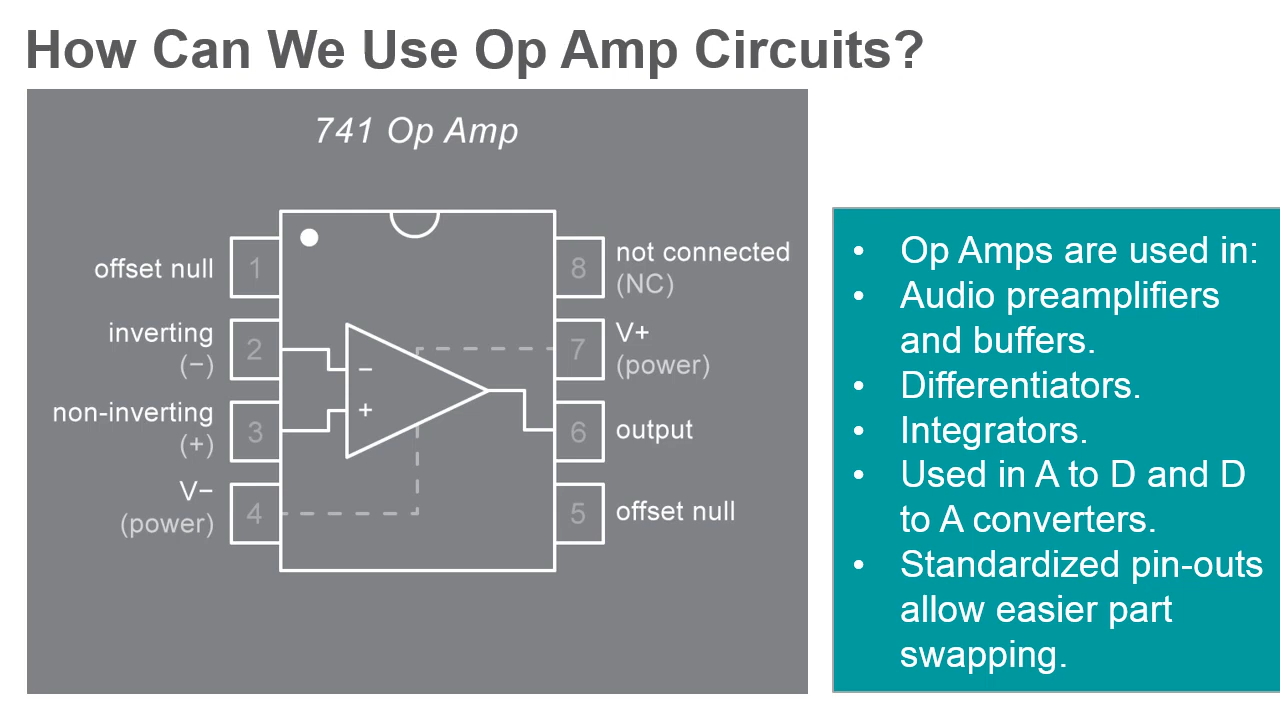 How Can We Use Op Amp Circuits?
741 Op Amp
offset null
1
inverting
(−)
2
non-inverting
(+)
3
V−
(power)
4
8
not connected
(NC)
7
V+
(power)
6
output
5
offset null
−
+
• Op Amps are used in:
• Audio preamplifiers
and buffers.
• Differentiators.
• Integrators.
• Used in A to D and D
to A converters.
• Standardized pin-outs
allow easier part
swapping.